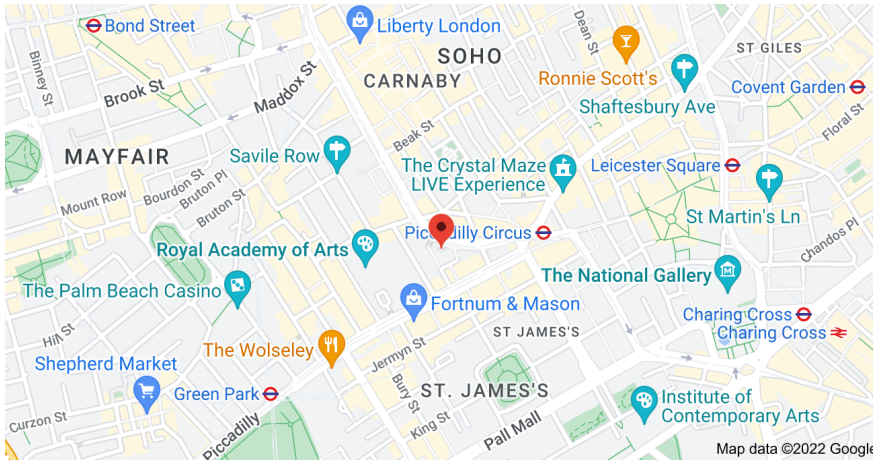 Bond Street
Liberty London
SOHO
Dean St
ST GILES
Binney St
Brook St
Maddox St
CARNABY
Ronnie Scott's
Shaftesbury Ave
Covent Garden
Floral St
Beak St
MAYFAIR
Savile Row
The Crystal Maze
LIVE Experience
Leicester Square
Bourdon St
Bruton Pl
Mount Row
Bruton St
St Martin's Ln
Chandos Pl
Royal Academy of Arts
Piccadilly Circus
The National Gallery
The Palm Beach Casino
Fortnum & Mason
Charing Cross
Charing Cross
Hill St
The Wolseley
Jermyn St
ST JAMES'S
Shepherd Market
Green Park
Bury St
ST. JAMES'S
Institute of
Contemporary Arts
Curzon St
Piccadilly
King St
Pall Mall
Map data ©2022 Google